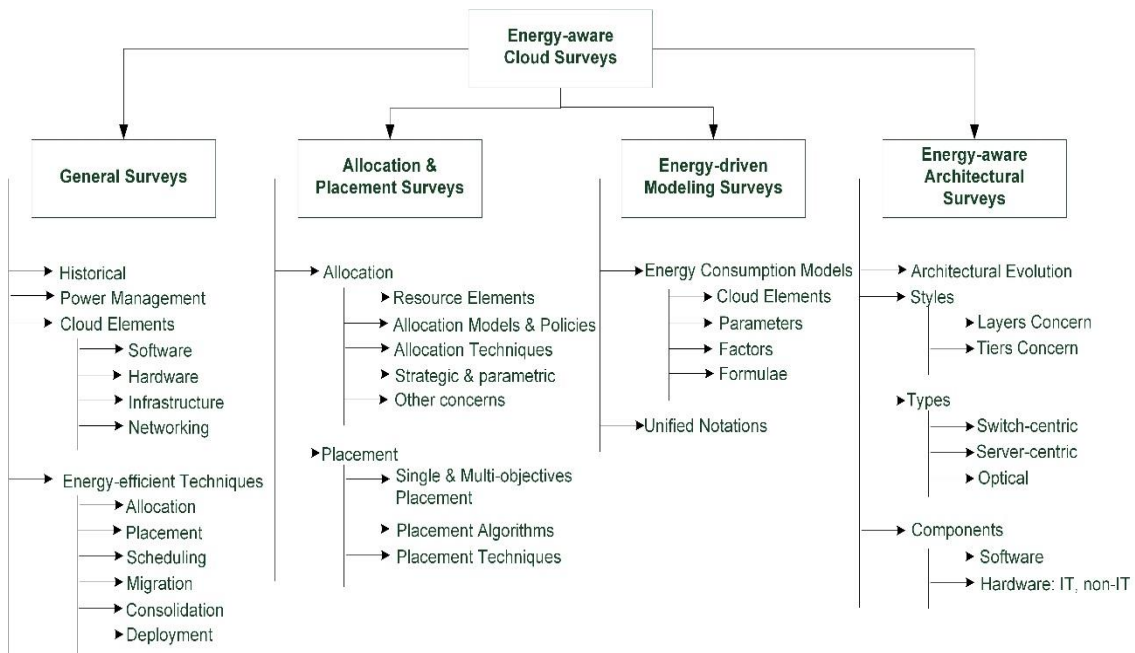 Energy-aware
Cloud Surveys
General Surveys
Historical
Power Management
Cloud Elements
Software
Hardware
Infrastructure
Networking
Energy-efficient Techniques
Allocation
Placement
Scheduling
Migration
Consolidation
Deployment
Allocation &
Placement Surveys
Allocation
Resource Elements
Allocation Models & Policies
Allocation Techniques
Strategic & parametric
Other concerns
Placement
Single & Multi-objectives
Placement
Placement Algorithms
Placement Techniques
Energy-driven
Modeling Surveys
Energy Consumption Models
Cloud Elements
Parameters
Factors
Formulae
Unified Notations
Energy-aware
Architectural
Surveys
Architectural Evolution
Styles
Layers Concern
Tiers Concern
Types
Switch-centric
Server-centric
Optical
Components
Software
Hardware: IT, non-IT